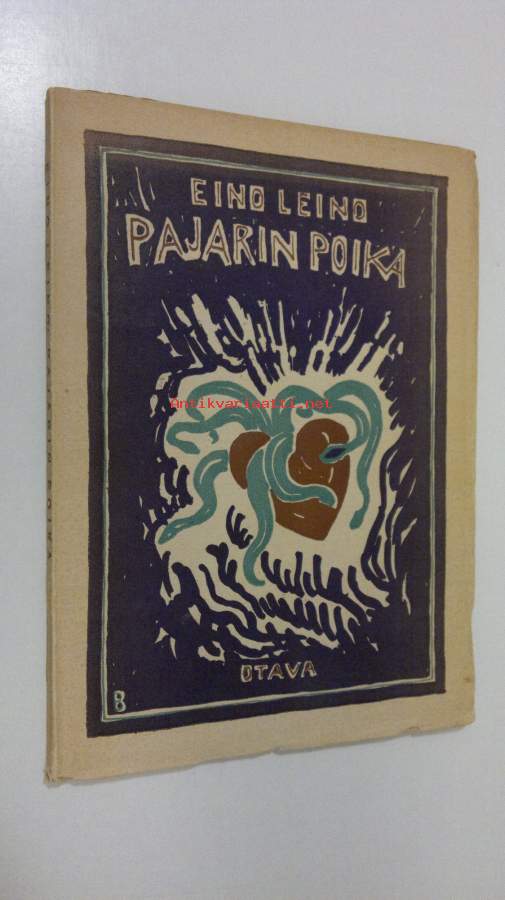 EINO LEINO
PAJARIN POIKA
Antikvariaatti.net
OTAVA
8